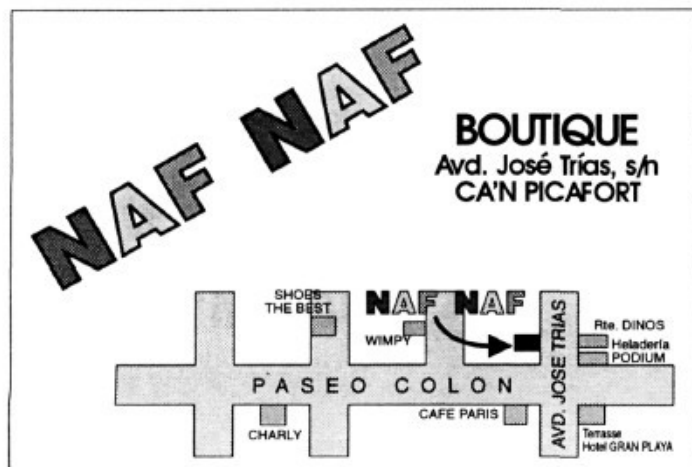 NAF NAF
BOUTIQUE
Avd. José Trías, s/n
CA'N PICAFORT
SHOES
THE BEST
NAF NAF
WIMPY
AVD. JOSE TRIAS
Rte. DINOS
Heladería
PODIUM
PASEO COLON
CHARLY
CAFE PARIS
Terrasse
Hotel GRAN PLAYA